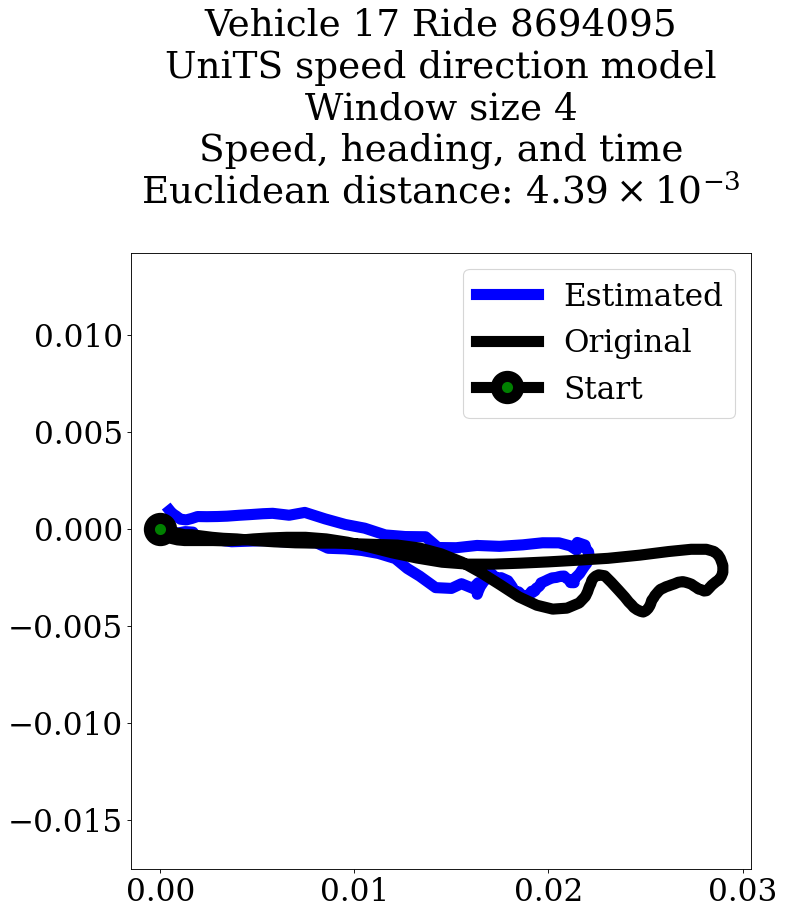 Vehicle 17 Ride 8694095
UniTS speed direction model
Window size 4
Speed, heading, and time
Euclidean distance: 4.39 × 10⁻³
Estimated
Original
Start
0.010
0.005
0.000
−0.005
−0.010
−0.015
0.00 0.01 0.02 0.03